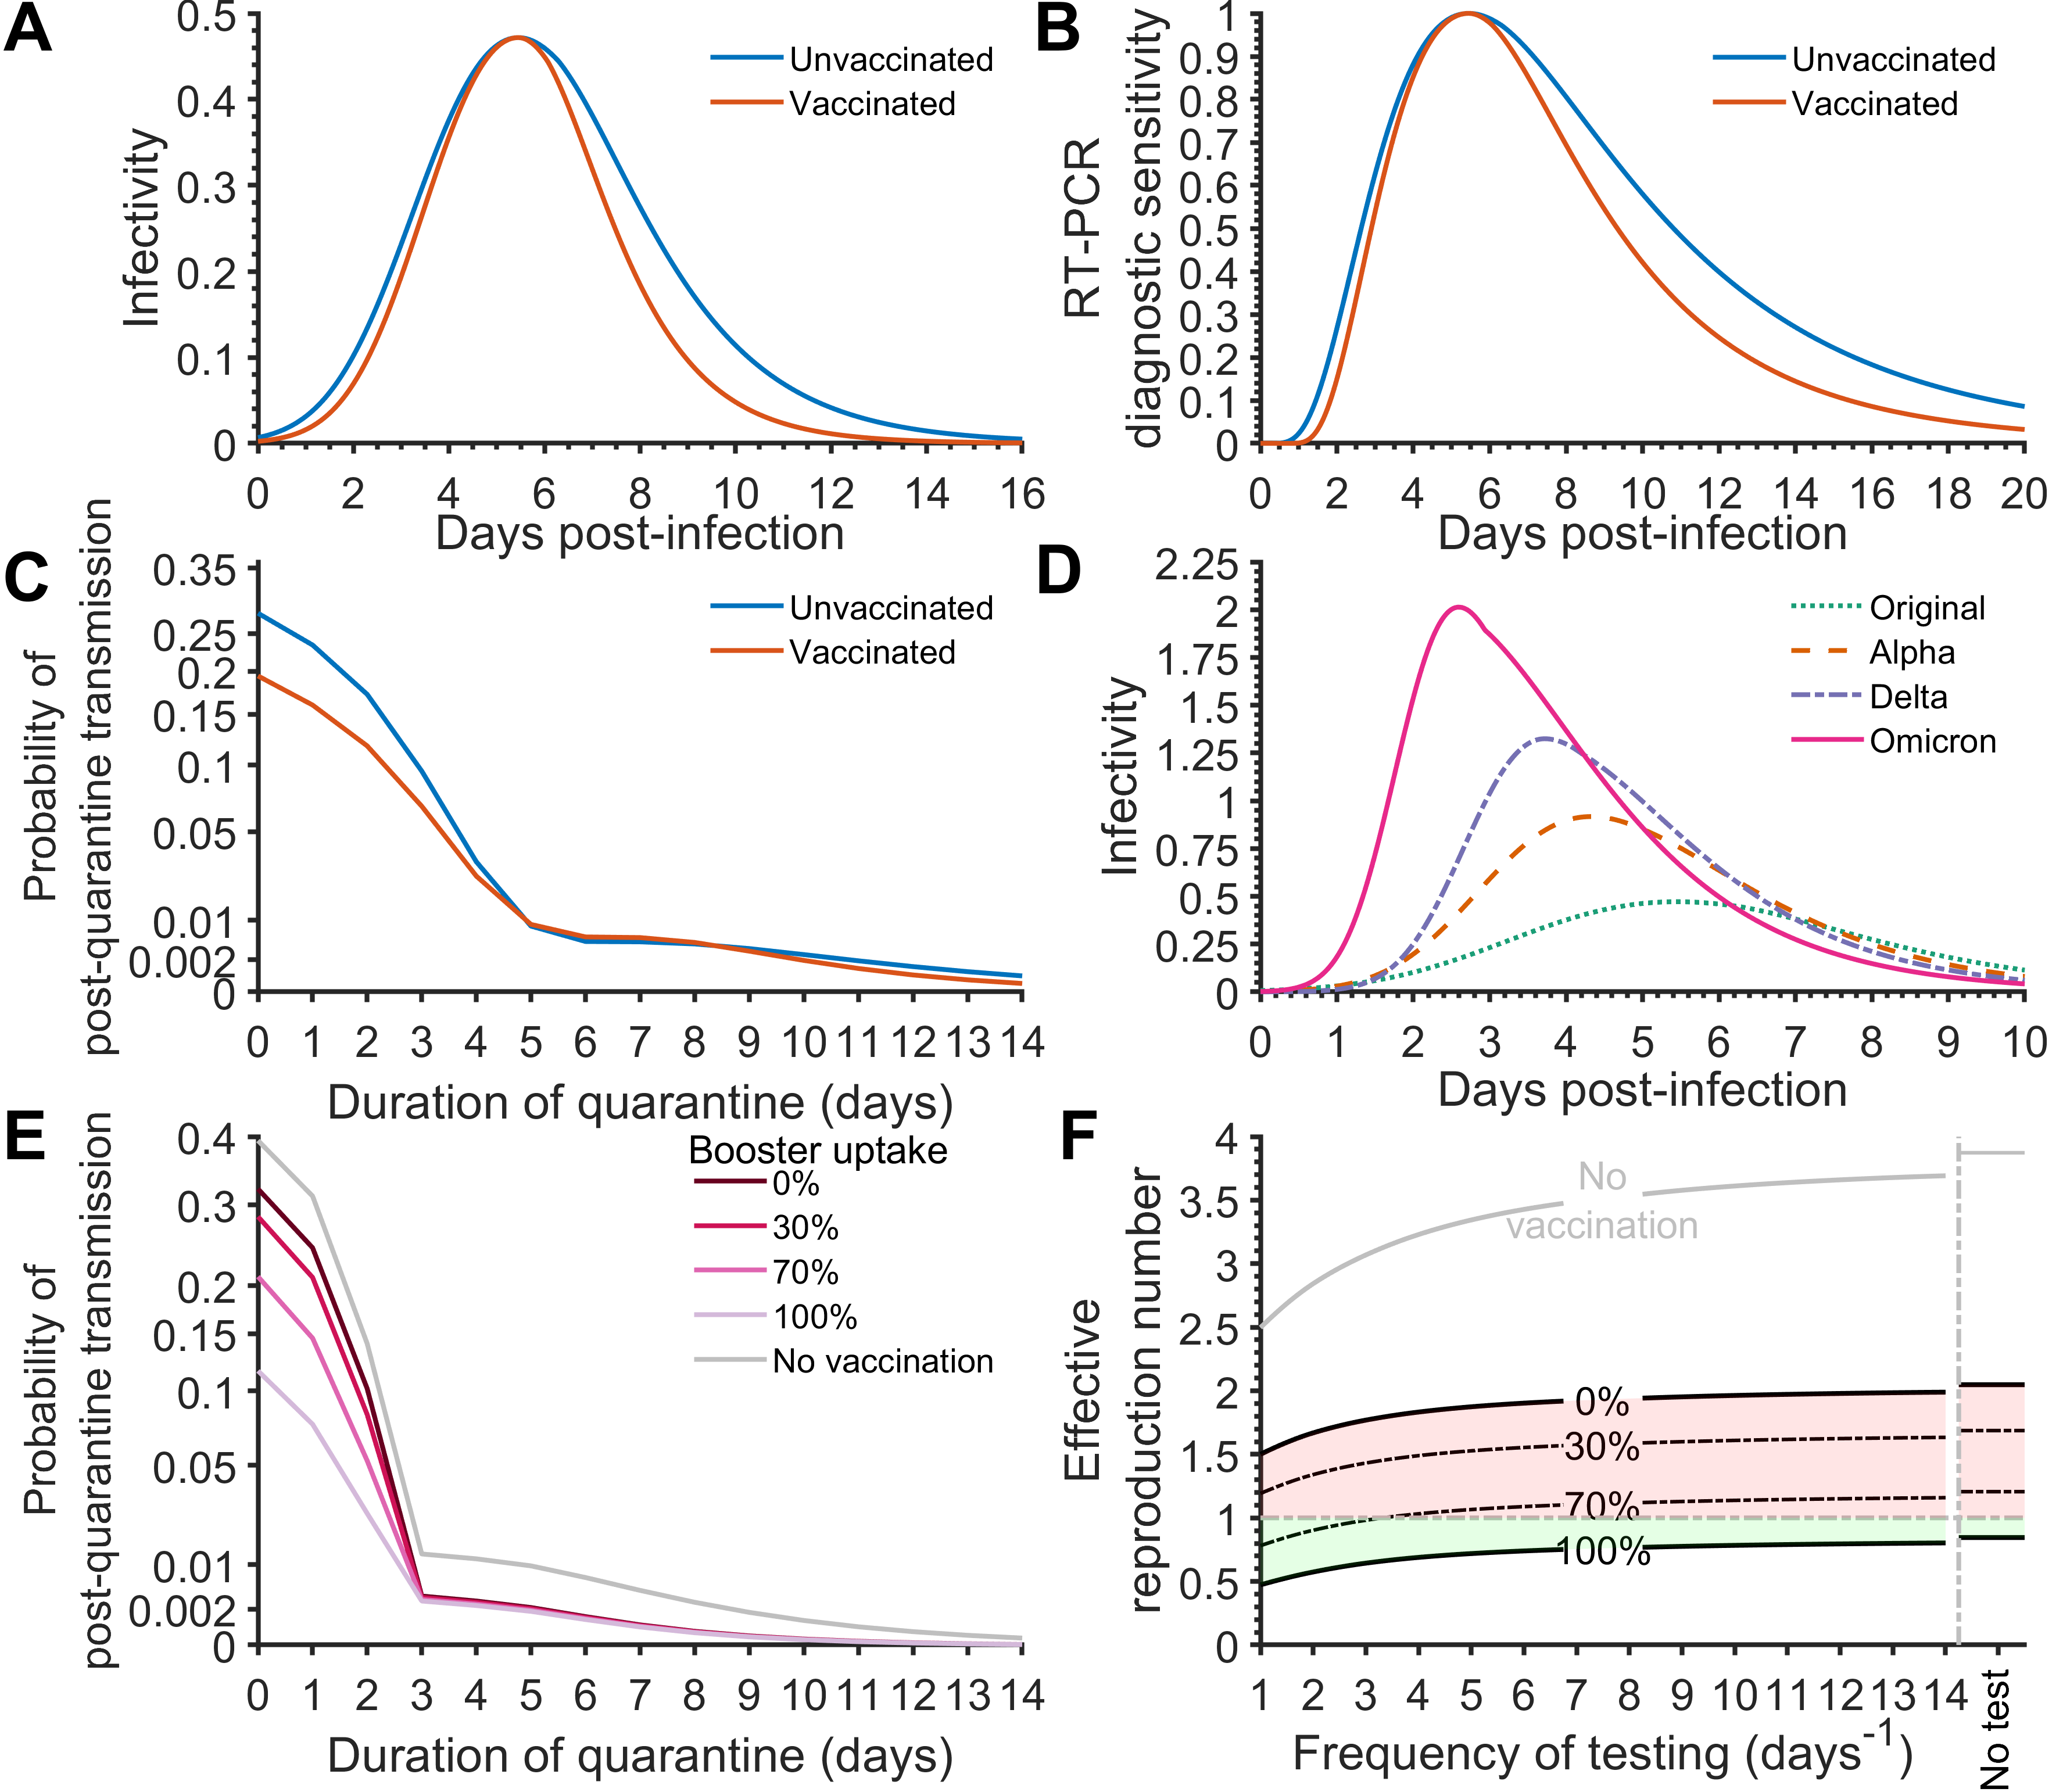 A
0.5
0.4
0.3
0.2
0.1
0
Infectivity
Unvaccinated
Vaccinated
0 2 4 6 8 10 12 14 16
Days post-infection
B
1
0.9
0.8
0.7
0.6
0.5
0.4
0.3
0.2
0.1
0
RT-PCR
diagnostic sensitivity
Unvaccinated
Vaccinated
0 2 4 6 8 10 12 14 16 18 20
Days post-infection
C
0.35
0.25
0.2
0.15
0.1
0.05
0.01
0.002
0
Probability of
post-quarantine transmission
Unvaccinated
Vaccinated
0 1 2 3 4 5 6 7 8 9 10 11 12 13 14
Duration of quarantine (days)
D
2.25
2
1.75
1.5
1.25
1
0.75
0.5
0.25
0
Infectivity
Original
Alpha
Delta
Omicron
0 1 2 3 4 5 6 7 8 9 10
Days post-infection
E
0.4
0.3
0.2
0.15
0.1
0.05
0.01
0.002
0
Probability of
post-quarantine transmission
Booster uptake
0%
30%
70%
100%
No vaccination
0 1 2 3 4 5 6 7 8 9 10 11 12 13 14
Duration of quarantine (days)
F
4
3.5
3
2.5
2
1.5
1
0.5
0
Effective
reproduction number
No
vaccination
0%
30%
70%
100%
1 2 3 4 5 6 7 8 9 10 11 12 13 14 No test
Frequency of testing (days⁻¹)